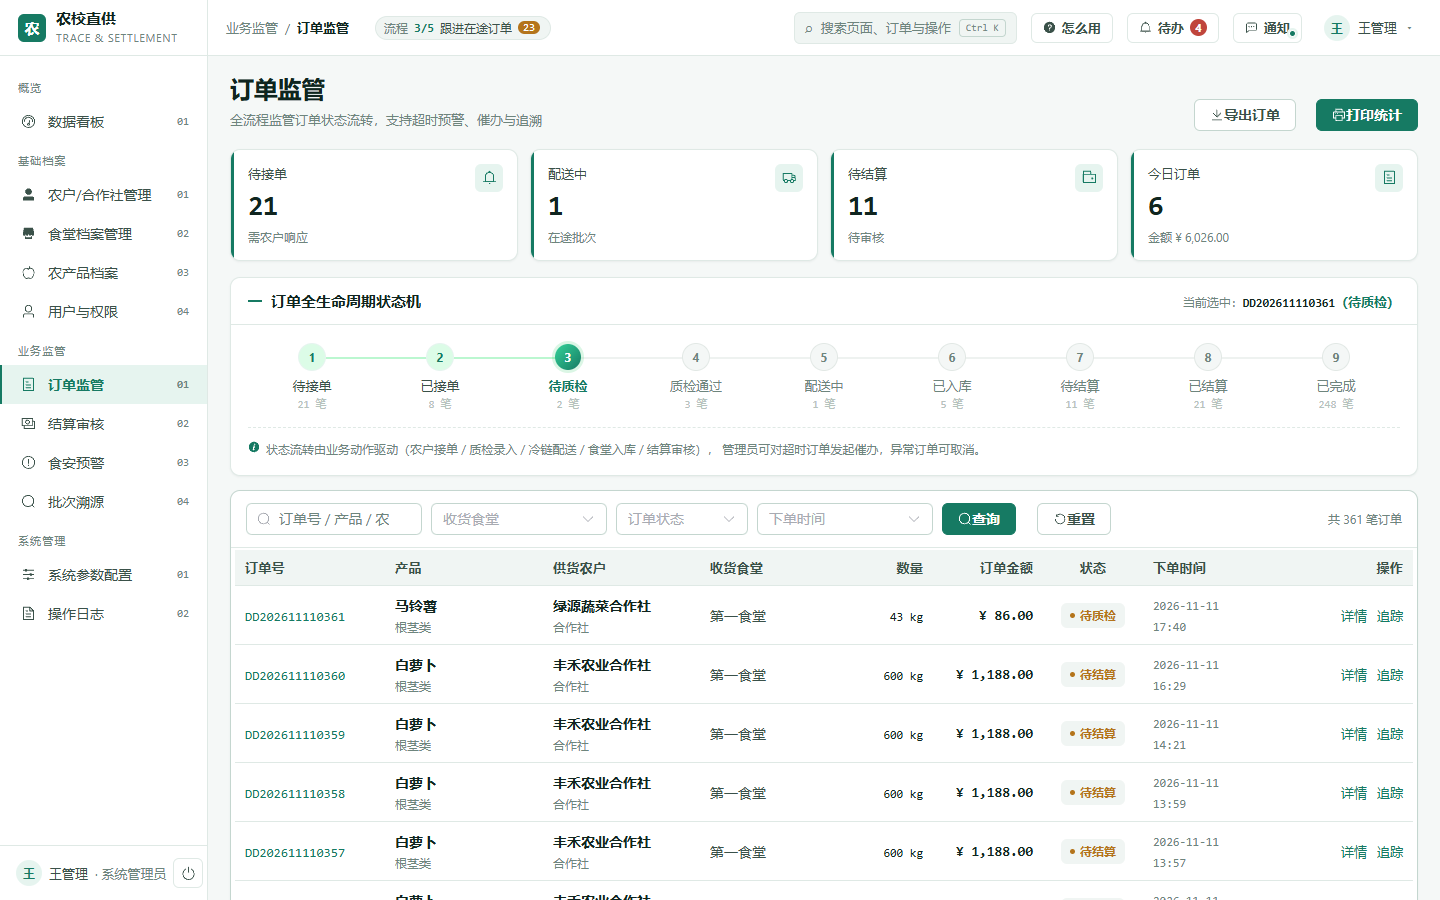 农
农校直供
TRACE & SETTLEMENT
概览
数据看板 01
基础档案
农户/合作社管理 01
食堂档案管理 02
农产品档案 03
用户与权限 04
业务监管
订单监管 01
结算审核 02
食安预警 03
批次溯源 04
系统管理
系统参数配置 01
操作日志 02
王 王管理 · 系统管理员
业务监管 / 订单监管
流程 3/5 跟进在途订单 23
搜索页面、订单与操作 Ctrl K
怎么用
待办 4
通知
王 王管理
订单监管
全流程监管订单状态流转，支持超时预警、催办与追溯
导出订单
打印统计
待接单
21
需农户响应
配送中
1
在途批次
待结算
11
待审核
今日订单
6
金额 ¥ 6,026.00
订单全生命周期状态机
当前选中： DD202611110361 （待质检）
1 2 3 4 5 6 7 8 9
待接单 已接单 待质检 质检通过 配送中 已入库 待结算 已结算 已完成
21 笔 8 笔 2 笔 3 笔 1 笔 5 笔 11 笔 21 笔 248 笔
状态流转由业务动作驱动（农户接单 / 质检录入 / 冷链配送 / 食堂入库 / 结算审核）， 管理员可对超时订单发起催办，异常订单可取消。
订单号 / 产品 / 农 收货食堂 订单状态 下单时间 查询 重置 共 361 笔订单
订单号 产品 供货农户 收货食堂 数量 订单金额 状态 下单时间 操作
DD202611110361 马铃薯 根茎类 绿源蔬菜合作社 合作社 第一食堂 43 kg ¥ 86.00 待质检 2026-11-11 17:40 详情 追踪
DD202611110360 白萝卜 根茎类 丰禾农业合作社 合作社 第一食堂 600 kg ¥ 1,188.00 待结算 2026-11-11 16:29 详情 追踪
DD202611110359 白萝卜 根茎类 丰禾农业合作社 合作社 第一食堂 600 kg ¥ 1,188.00 待结算 2026-11-11 14:21 详情 追踪
DD202611110358 白萝卜 根茎类 丰禾农业合作社 合作社 第一食堂 600 kg ¥ 1,188.00 待结算 2026-11-11 13:59 详情 追踪
DD202611110357 白萝卜 根茎类 丰禾农业合作社 合作社 第一食堂 600 kg ¥ 1,188.00 待结算 2026-11-11 13:57 详情 追踪